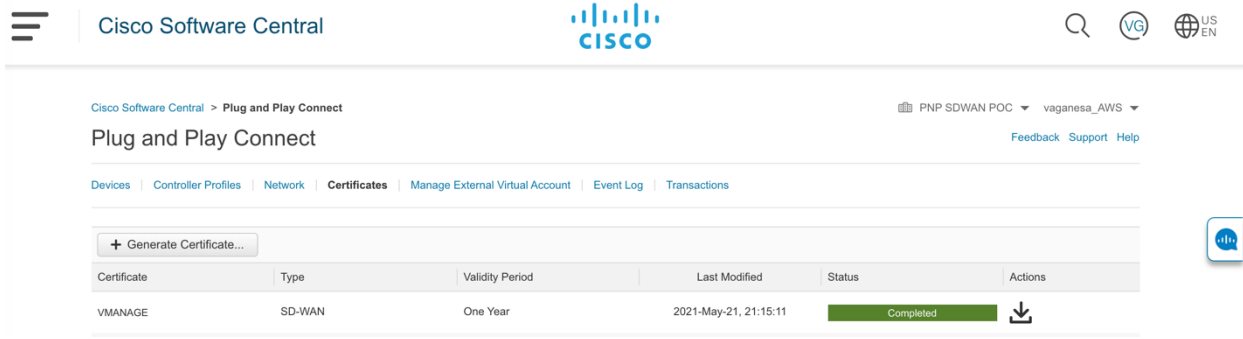 Cisco Software Central
CISCO
VG
US
EN
Cisco Software Central > Plug and Play Connect
PNP SDWAN POC
vaganesa_AWS
Plug and Play Connect
Feedback Support Help
Devices | Controller Profiles | Network | Certificates | Manage External Virtual Account | Event Log | Transactions
+ Generate Certificate...
Certificate Type Validity Period Last Modified Status Actions
VMANAGE SD-WAN One Year 2021-May-21, 21:15:11 Completed